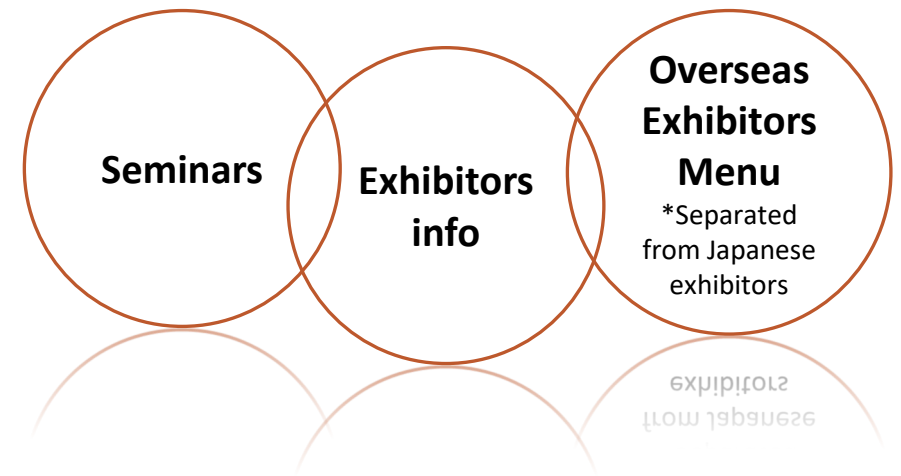 Seminars
Exhibitors
info
Overseas
Exhibitors
Menu
*Separated
from Japanese
exhibitors